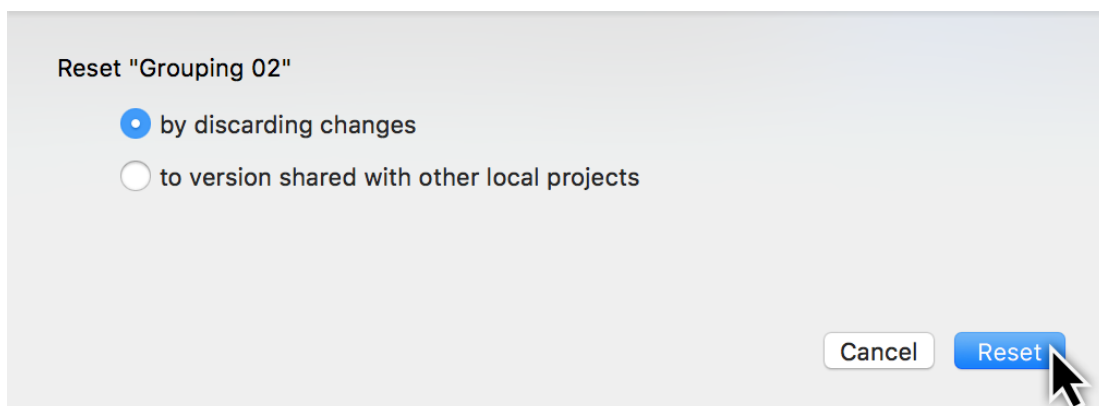 Reset "Grouping 02"
by discarding changes
to version shared with other local projects
Cancel Reset